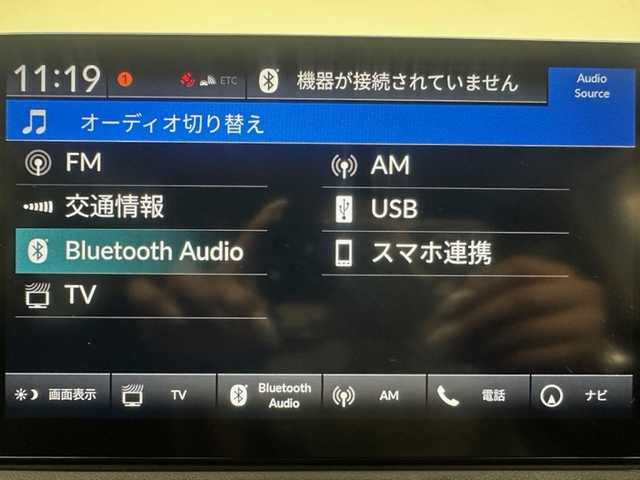 11:19 1 ETC 機器が接続されていません Audio
Source
オーディオ切り替え
FM AM
交通情報 USB
Bluetooth Audio スマホ連携
TV
画面表示 TV Bluetooth Audio AM 電話 ナビ